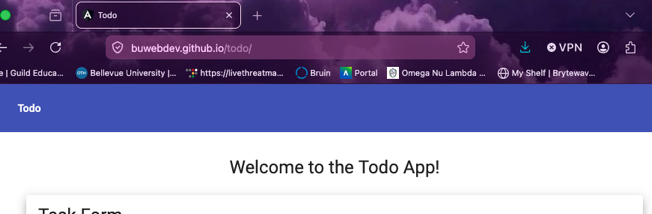 Todo
buwebdev.github.io/todo/
VPN
e | Guild Educa... Bellevue University |... https://livethreatma... Bruin Portal Omega Nu Lambda ... My Shelf | Brytewav...
Todo
Welcome to the Todo App!
Task Form